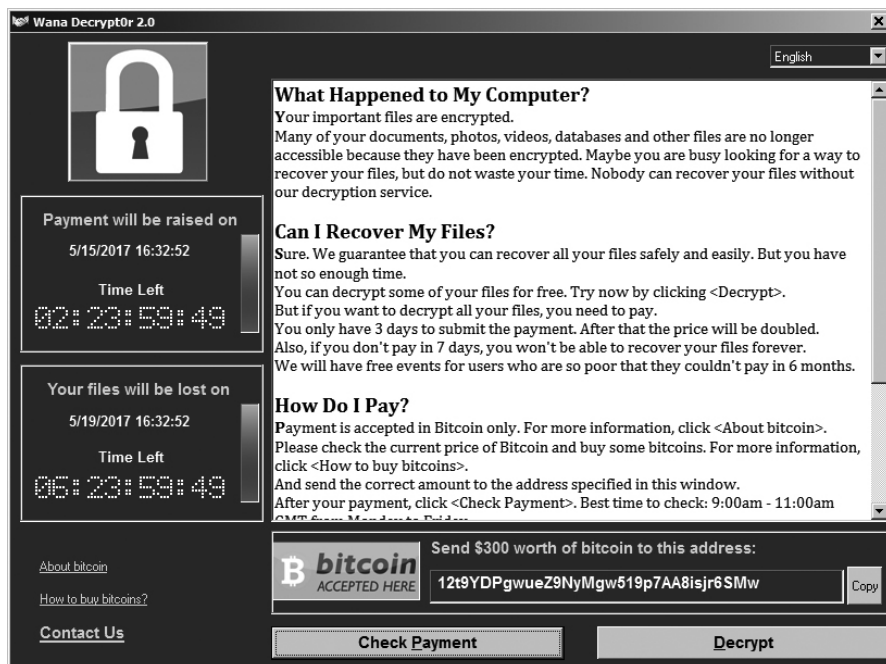 Wana Decrypt0r 2.0
English
Payment will be raised on
5/15/2017 16:32:52
Time Left
02:23:59:49
Your files will be lost on
5/19/2017 16:32:52
Time Left
06:23:59:49
About bitcoin
How to buy bitcoins?
Contact Us
What Happened to My Computer?
Your important files are encrypted.
Many of your documents, photos, videos, databases and other files are no longer
accessible because they have been encrypted. Maybe you are busy looking for a way to
recover your files, but do not waste your time. Nobody can recover your files without
our decryption service.
Can I Recover My Files?
Sure. We guarantee that you can recover all your files safely and easily. But you have
not so enough time.
You can decrypt some of your files for free. Try now by clicking <Decrypt>.
But if you want to decrypt all your files, you need to pay.
You only have 3 days to submit the payment. After that the price will be doubled.
Also, if you don't pay in 7 days, you won't be able to recover your files forever.
We will have free events for users who are so poor that they couldn't pay in 6 months.
How Do I Pay?
Payment is accepted in Bitcoin only. For more information, click <About bitcoin>.
Please check the current price of Bitcoin and buy some bitcoins. For more information,
click <How to buy bitcoins>.
And send the correct amount to the address specified in this window.
After your payment, click <Check Payment>. Best time to check: 9:00am - 11:00am
GMT from Monday to Friday.
bitcoin
ACCEPTED HERE
Send $300 worth of bitcoin to this address:
12t9YDPgwueZ9NyMgw519p7AA8isjr6SMw
Copy
Check Payment
Decrypt